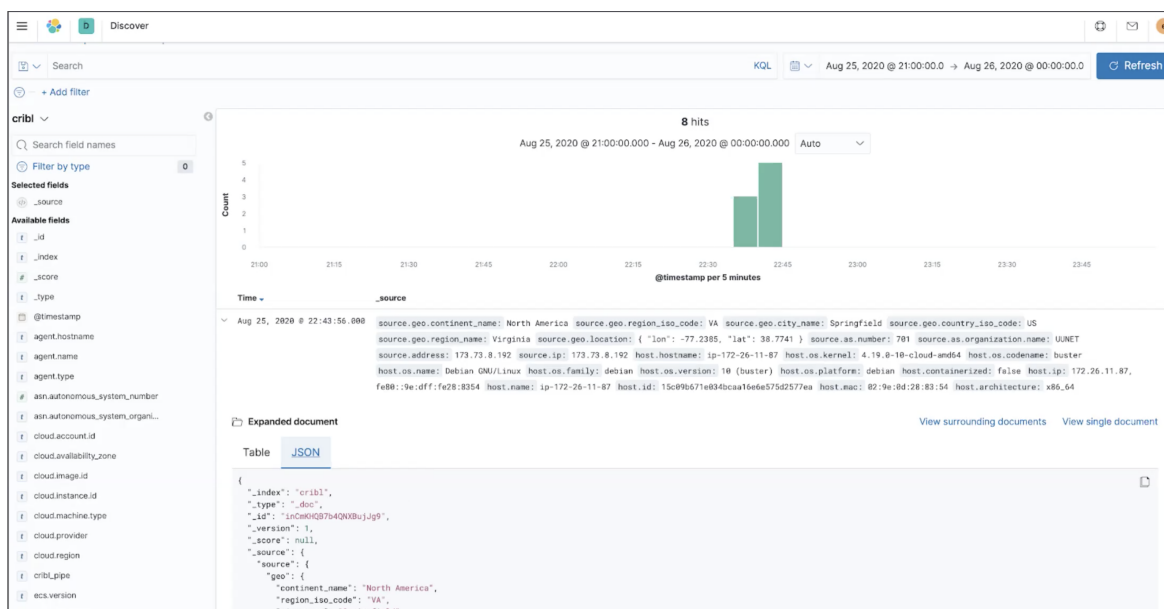 D Discover
Search KQL Aug 25, 2020 @ 21:00:00.0 → Aug 26, 2020 @ 00:00:00.0 Refresh
+ Add filter
cribl
Search field names
Filter by type 0
Selected fields
_source
Available fields
t _id
t _index
# _score
t _type
@timestamp
t agent.hostname
t agent.name
t agent.type
# asn.autonomous_system_number
t asn.autonomous_system_organi...
t cloud.account.id
t cloud.availability_zone
t cloud.image.id
t cloud.instance.id
t cloud.machine.type
t cloud.provider
t cloud.region
t cribl_pipe
t ecs.version
8 hits
Aug 25, 2020 @ 21:00:00.000 - Aug 26, 2020 @ 00:00:00.000 Auto
Count
5
4
3
2
1
0
21:00 21:15 21:30 21:45 22:00 22:15 22:30 22:45 23:00 23:15 23:30 23:45
@timestamp per 5 minutes
Time _source
Aug 25, 2020 @ 22:43:56.000 source.geo.continent_name: North America source.geo.region_iso_code: VA source.geo.city_name: Springfield source.geo.country_iso_code: US
source.geo.region_name: Virginia source.geo.location: { "lon": -77.2385, "lat": 38.7741 } source.as.number: 701 source.as.organization.name: UUNET
source.address: 173.73.8.192 source.ip: 173.73.8.192 host.hostname: ip-172-26-11-87 host.os.kernel: 4.19.0-10-cloud-amd64 host.os.codename: buster
host.os.name: Debian GNU/Linux host.os.family: debian host.os.version: 10 (buster) host.os.platform: debian host.containerized: false host.ip: 172.26.11.87,
fe80::9e:dff:fe28:8354 host.name: ip-172-26-11-87 host.id: 15c09b671e034bcaa16e6e575d2577ea host.mac: 02:9e:0d:28:83:54 host.architecture: x86_64
Expanded document View surrounding documents View single document
Table JSON
{
"_index": "cribl",
"_type": "_doc",
"_id": "inCmKHQB7b4QNXBujJg9",
"_version": 1,
"_score": null,
"_source": {
"source": {
"geo": {
"continent_name": "North America",
"region_iso_code": "VA",